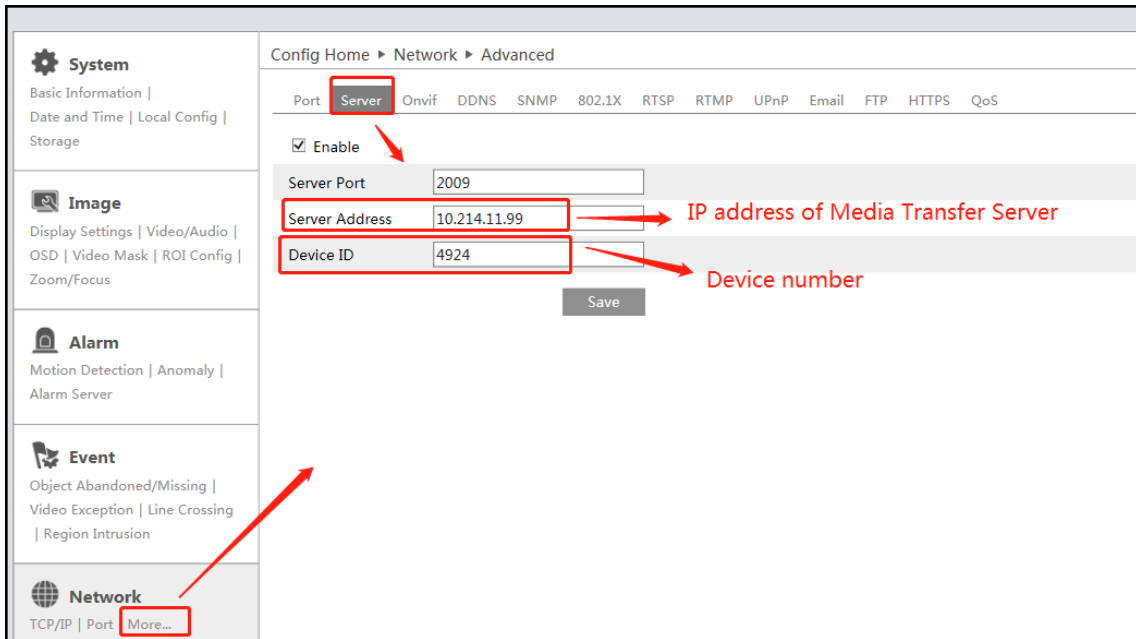 System
Basic Information |
Date and Time | Local Config |
Storage
Image
Display Settings | Video/Audio |
OSD | Video Mask | ROI Config |
Zoom/Focus
Alarm
Motion Detection | Anomaly |
Alarm Server
Event
Object Abandoned/Missing |
Video Exception | Line Crossing
| Region Intrusion
Network
TCP/IP | Port | More...
Config Home ▶ Network ▶ Advanced
Port Server Onvif DDNS SNMP 802.1X RTSP RTMP UPnP Email FTP HTTPS QoS
Enable
Server Port 2009
Server Address 10.214.11.99 IP address of Media Transfer Server
Device ID 4924
Device number
Save